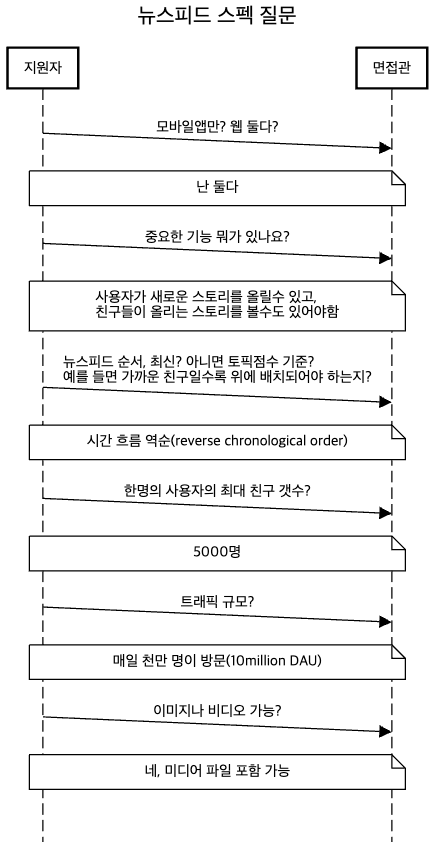 뉴스피드 스펙 질문
지원자
면접관
모바일앱만? 웹 둘다?
난 둘다
중요한 기능 뭐가 있나요?
사용자가 새로운 스토리를 올릴수 있고,
친구들이 올리는 스토리를 볼수도 있어야함
뉴스피드 순서, 최신? 아니면 토픽점수 기준?
예를 들면 가까운 친구일수록 위에 배치되어야 하는지?
시간 흐름 역순(reverse chronological order)
한명의 사용자의 최대 친구 갯수?
5000명
트래픽 규모?
매일 천만 명이 방문(10million DAU)
이미지나 비디오 가능?
네, 미디어 파일 포함 가능